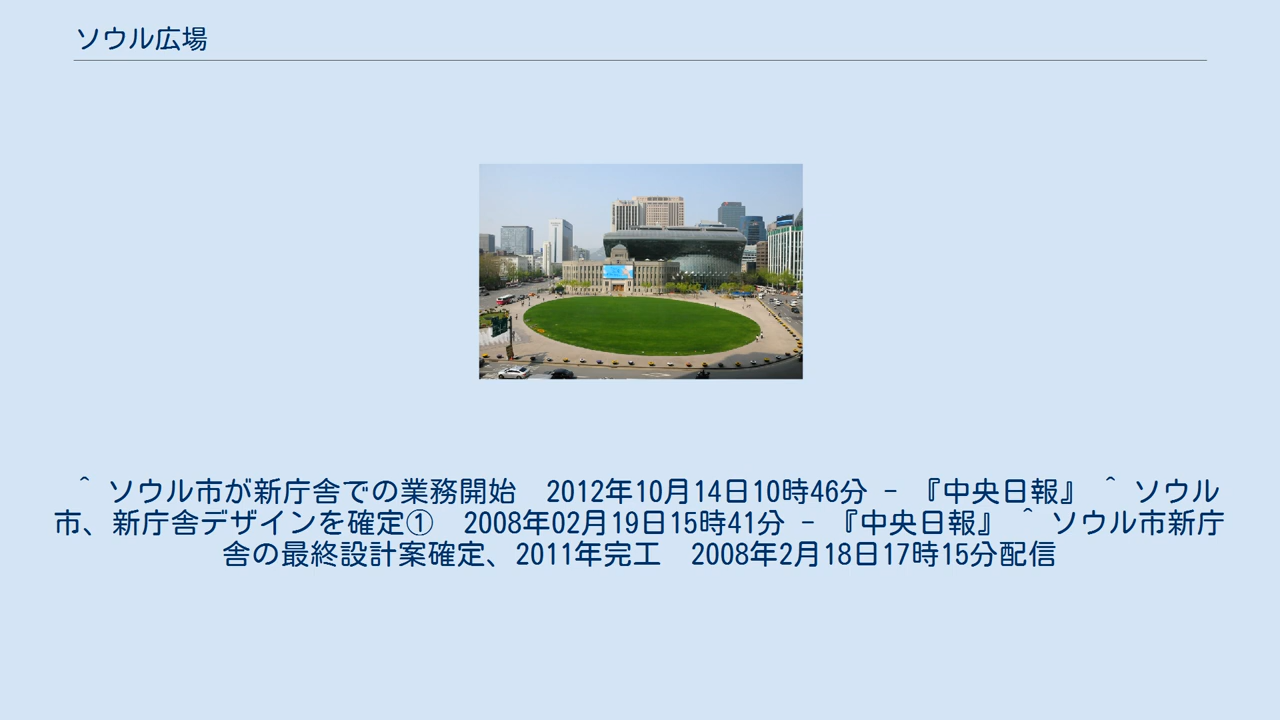 ソウル広場
^ ソウル市が新庁舎での業務開始　2012年10月14日10時46分 - 『中央日報』 ^ ソウル
市、新庁舎デザインを確定①　2008年02月19日15時41分 - 『中央日報』 ^ ソウル市新庁
舎の最終設計案確定、2011年完工　2008年2月18日17時15分配信